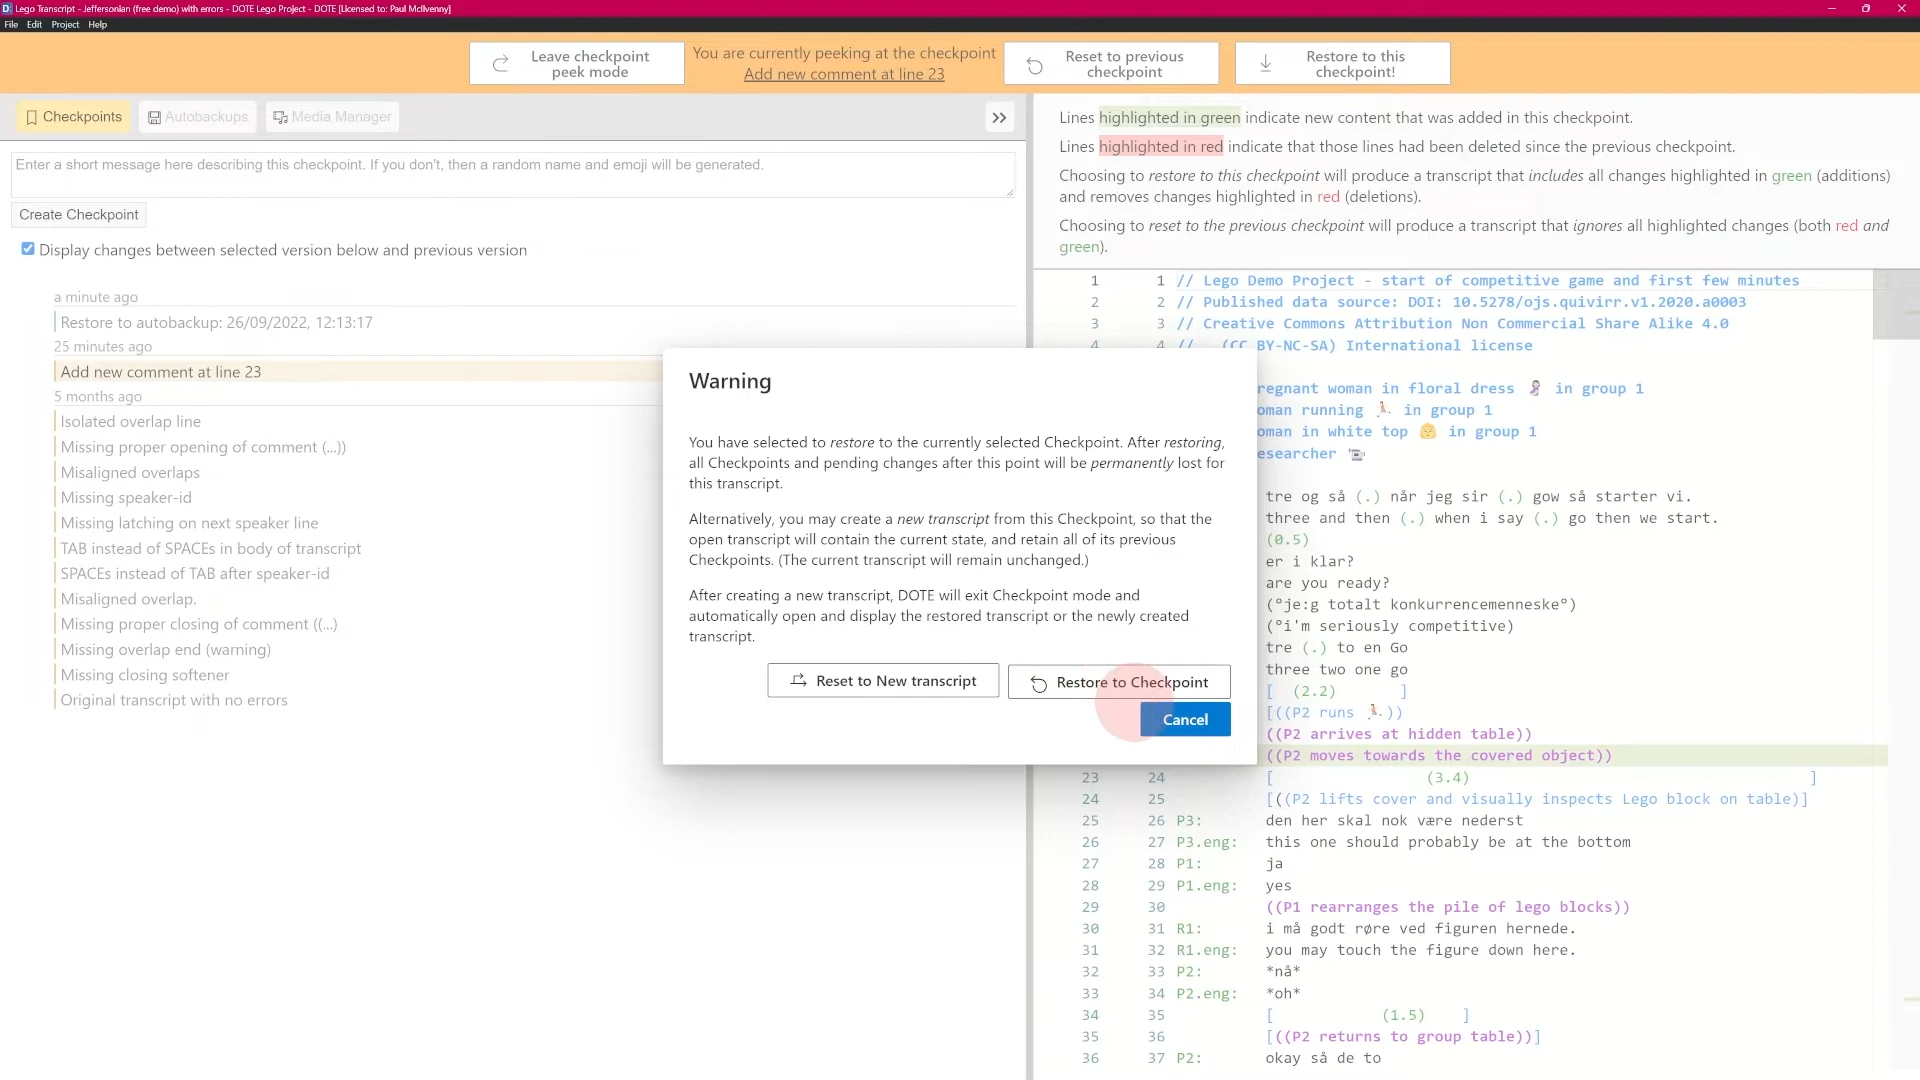 Lego Transcript - Jeffersonian (free demo) with errors - DOTE Lego Project - DOTE [Licensed to: Paul McIlvenny]
File Edit Project Help
Leave checkpoint
peek mode
You are currently peeking at the checkpoint
Add new comment at line 23
Reset to previous
checkpoint
Restore to this
checkpoint!
Checkpoints
Autobackups
Media Manager
Enter a short message here describing this checkpoint. If you don't, then a random name and emoji will be generated.
Create Checkpoint
Display changes between selected version below and previous version
a minute ago
Restore to autobackup: 26/09/2022, 12:13:17
25 minutes ago
Add new comment at line 23
5 months ago
Isolated overlap line
Missing proper opening of comment (...))
Misaligned overlaps
Missing speaker-id
Missing latching on next speaker line
TAB instead of SPACEs in body of transcript
SPACEs instead of TAB after speaker-id
Misaligned overlap.
Missing proper closing of comment ((...)
Missing overlap end (warning)
Missing closing softener
Original transcript with no errors
Lines highlighted in green indicate new content that was added in this checkpoint.
Lines highlighted in red indicate that those lines had been deleted since the previous checkpoint.
Choosing to restore to this checkpoint will produce a transcript that includes all changes highlighted in green (additions)
and removes changes highlighted in red (deletions).
Choosing to reset to the previous checkpoint will produce a transcript that ignores all highlighted changes (both red and
green).
1 1 // Lego Demo Project - start of competitive game and first few minutes
2 2 // Published data source: DOI: 10.5278/ojs.quivirr.v1.2020.a0003
3 3 // Creative Commons Attribution Non Commercial Share Alike 4.0
4 4 // (CC BY-NC-SA) International license
regnant woman in floral dress in group 1
oman running in group 1
oman in white top in group 1
esearcher
tre og så (.) når jeg sir (.) gow så starter vi.
three and then (.) when i say (.) go then we start.
(0.5)
er i klar?
are you ready?
(°je:g totalt konkurrencemenneske°)
(°i'm seriously competitive)
tre (.) to en Go
three two one go
[ (2.2) ]
[((P2 runs 🏃))
((P2 arrives at hidden table))
((P2 moves towards the covered object))
23 24 [ (3.4) ]
24 25 [((P2 lifts cover and visually inspects Lego block on table)]
25 26 P3: den her skal nok være nederst
26 27 P3.eng: this one should probably be at the bottom
27 28 P1: ja
28 29 P1.eng: yes
29 30 ((P1 rearranges the pile of lego blocks))
30 31 R1: i må godt røre ved figuren hernede.
31 32 R1.eng: you may touch the figure down here.
32 33 P2: *nå*
33 34 P2.eng: *oh*
34 35 [ (1.5) ]
35 36 [((P2 returns to group table))]
36 37 P2: okay så de to
Warning
You have selected to restore to the currently selected Checkpoint. After restoring,
all Checkpoints and pending changes after this point will be permanently lost for
this transcript.
Alternatively, you may create a new transcript from this Checkpoint, so that the
open transcript will contain the current state, and retain all of its previous
Checkpoints. (The current transcript will remain unchanged.)
After creating a new transcript, DOTE will exit Checkpoint mode and
automatically open and display the restored transcript or the newly created
transcript.
Reset to New transcript
Restore to Checkpoint
Cancel